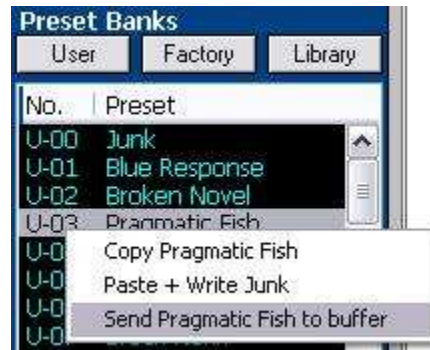 Preset Banks
User Factory Library
No. Preset
U-00 Junk
U-01 Blue Response
U-02 Broken Novel
U-03 Pragmatic Fish
Copy Pragmatic Fish
Paste + Write Junk
Send Pragmatic Fish to buffer